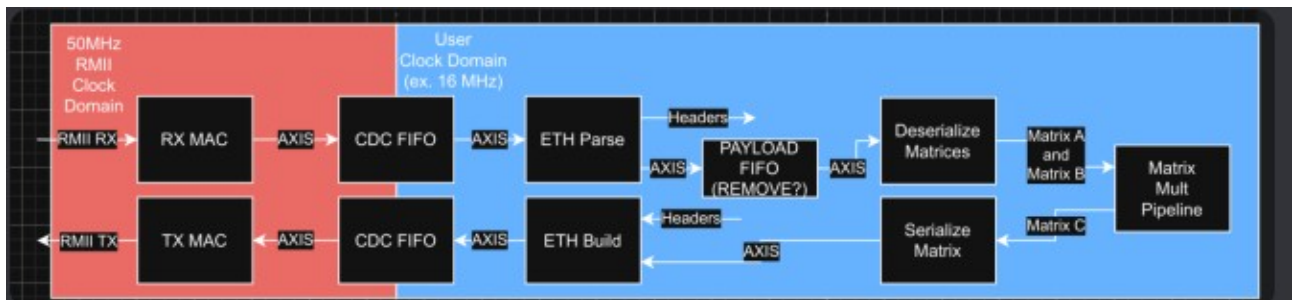 50MHz
RMII
Clock
Domain
User
Clock Domain
(ex. 16 MHz)
RMII RX
RX MAC
AXIS
CDC FIFO
AXIS
ETH Parse
Headers
AXIS
PAYLOAD
FIFO
(REMOVE?)
AXIS
Deserialize
Matrices
Matrix A
and
Matrix B
Matrix
Mult
Pipeline
RMII TX
TX MAC
AXIS
CDC FIFO
AXIS
ETH Build
Headers
AXIS
Serialize
Matrix
Matrix C